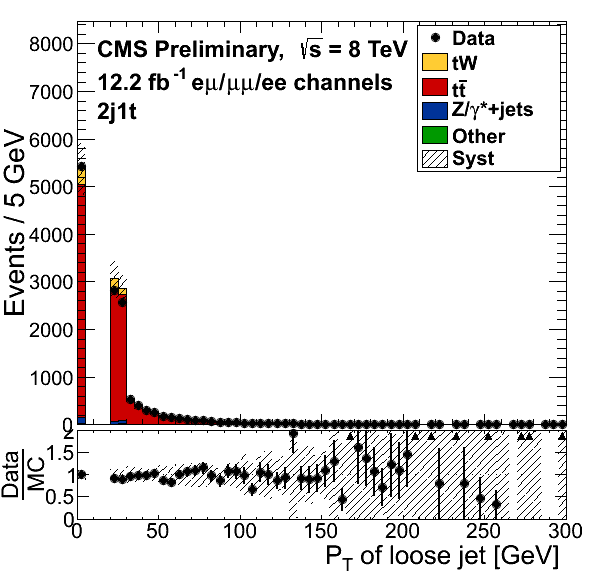 CMS Preliminary, √s = 8 TeV
12.2 fb⁻¹ eμ/μμ/ee channels
2j1t
Data
tW
tt̄
Z/γ*+jets
Other
Syst
Events / 5 GeV
8000
7000
6000
5000
4000
3000
2000
1000
0
Data
MC
2
1.5
1
0.5
0
0 50 100 150 200 250 300
P_T of loose jet [GeV]